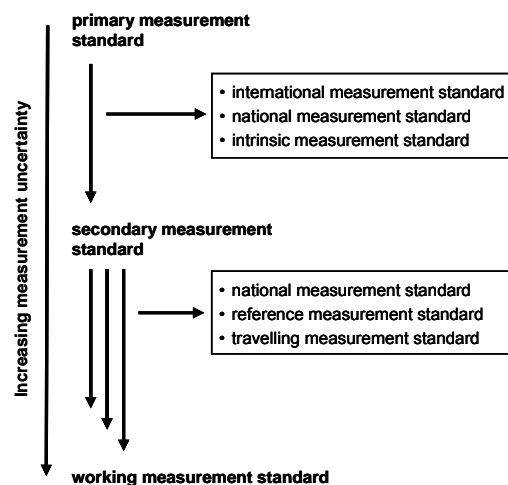 primary measurement
standard
• international measurement standard
• national measurement standard
• intrinsic measurement standard
Increasing measurement uncertainty
secondary measurement
standard
• national measurement standard
• reference measurement standard
• travelling measurement standard
working measurement standard